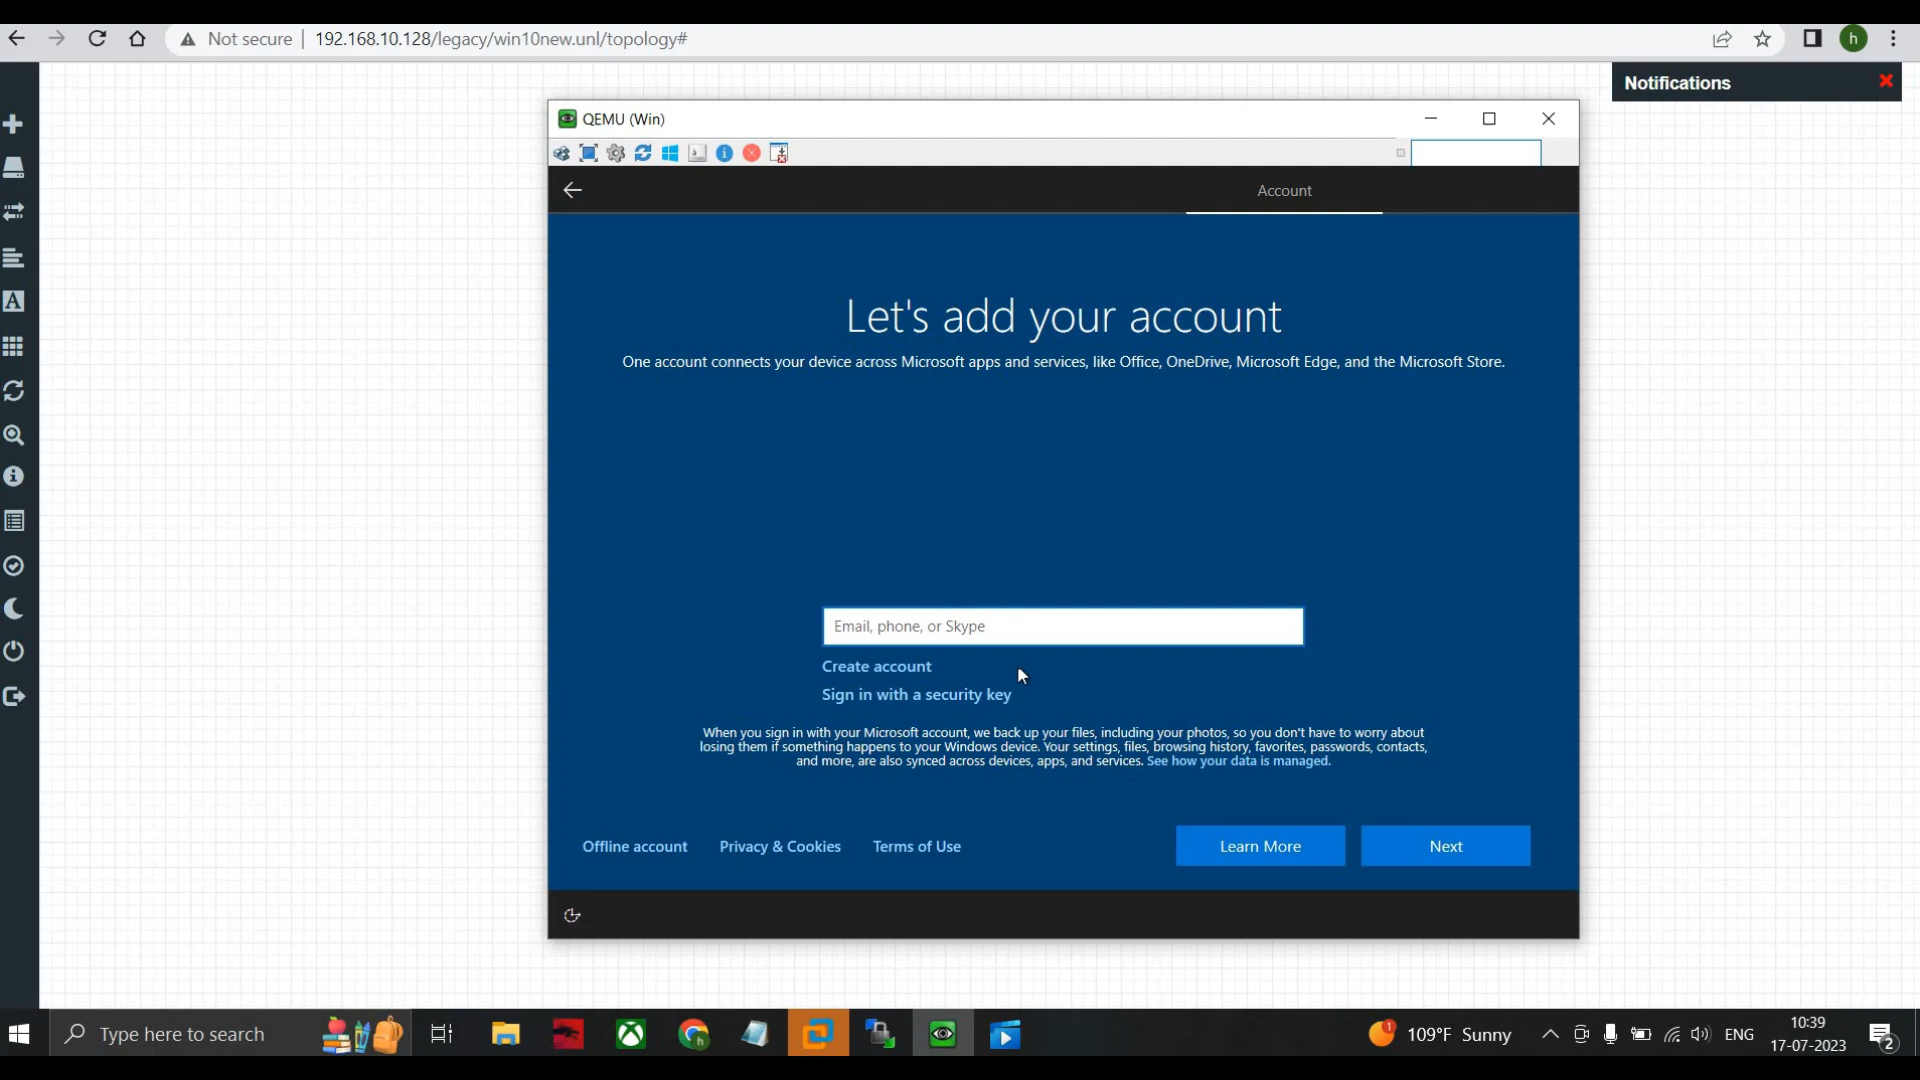 Not secure
192.168.10.128/legacy/win10new.unl/topology#
h
Notifications
QEMU (Win)
Account
Let's add your account
One account connects your device across Microsoft apps and services, like Office, OneDrive, Microsoft Edge, and the Microsoft Store.
Email, phone, or Skype
Create account
Sign in with a security key
When you sign in with your Microsoft account, we back up your files, including your photos, so you don't have to worry about
losing them if something happens to your Windows device. Your settings, files, browsing history, favorites, passwords, contacts,
and more, are also synced across devices, apps, and services. See how your data is managed.
Offline account
Privacy & Cookies
Terms of Use
Learn More
Next
Type here to search
h
1
109°F Sunny
ENG
10:39
17-07-2023
2